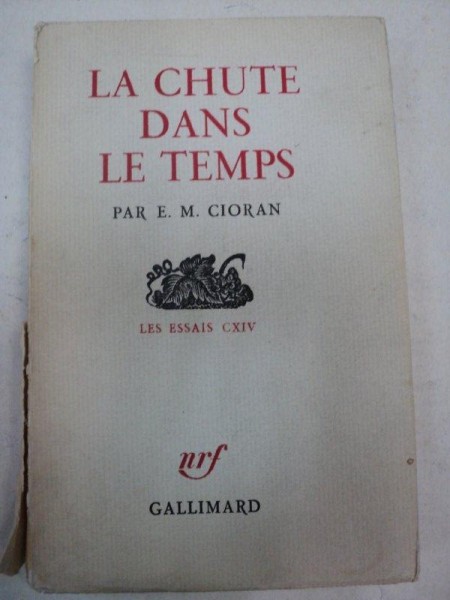 LA CHUTE
DANS
LE TEMPS
PAR E. M. CIORAN
LES ESSAIS CXIV
nrf
GALLIMARD